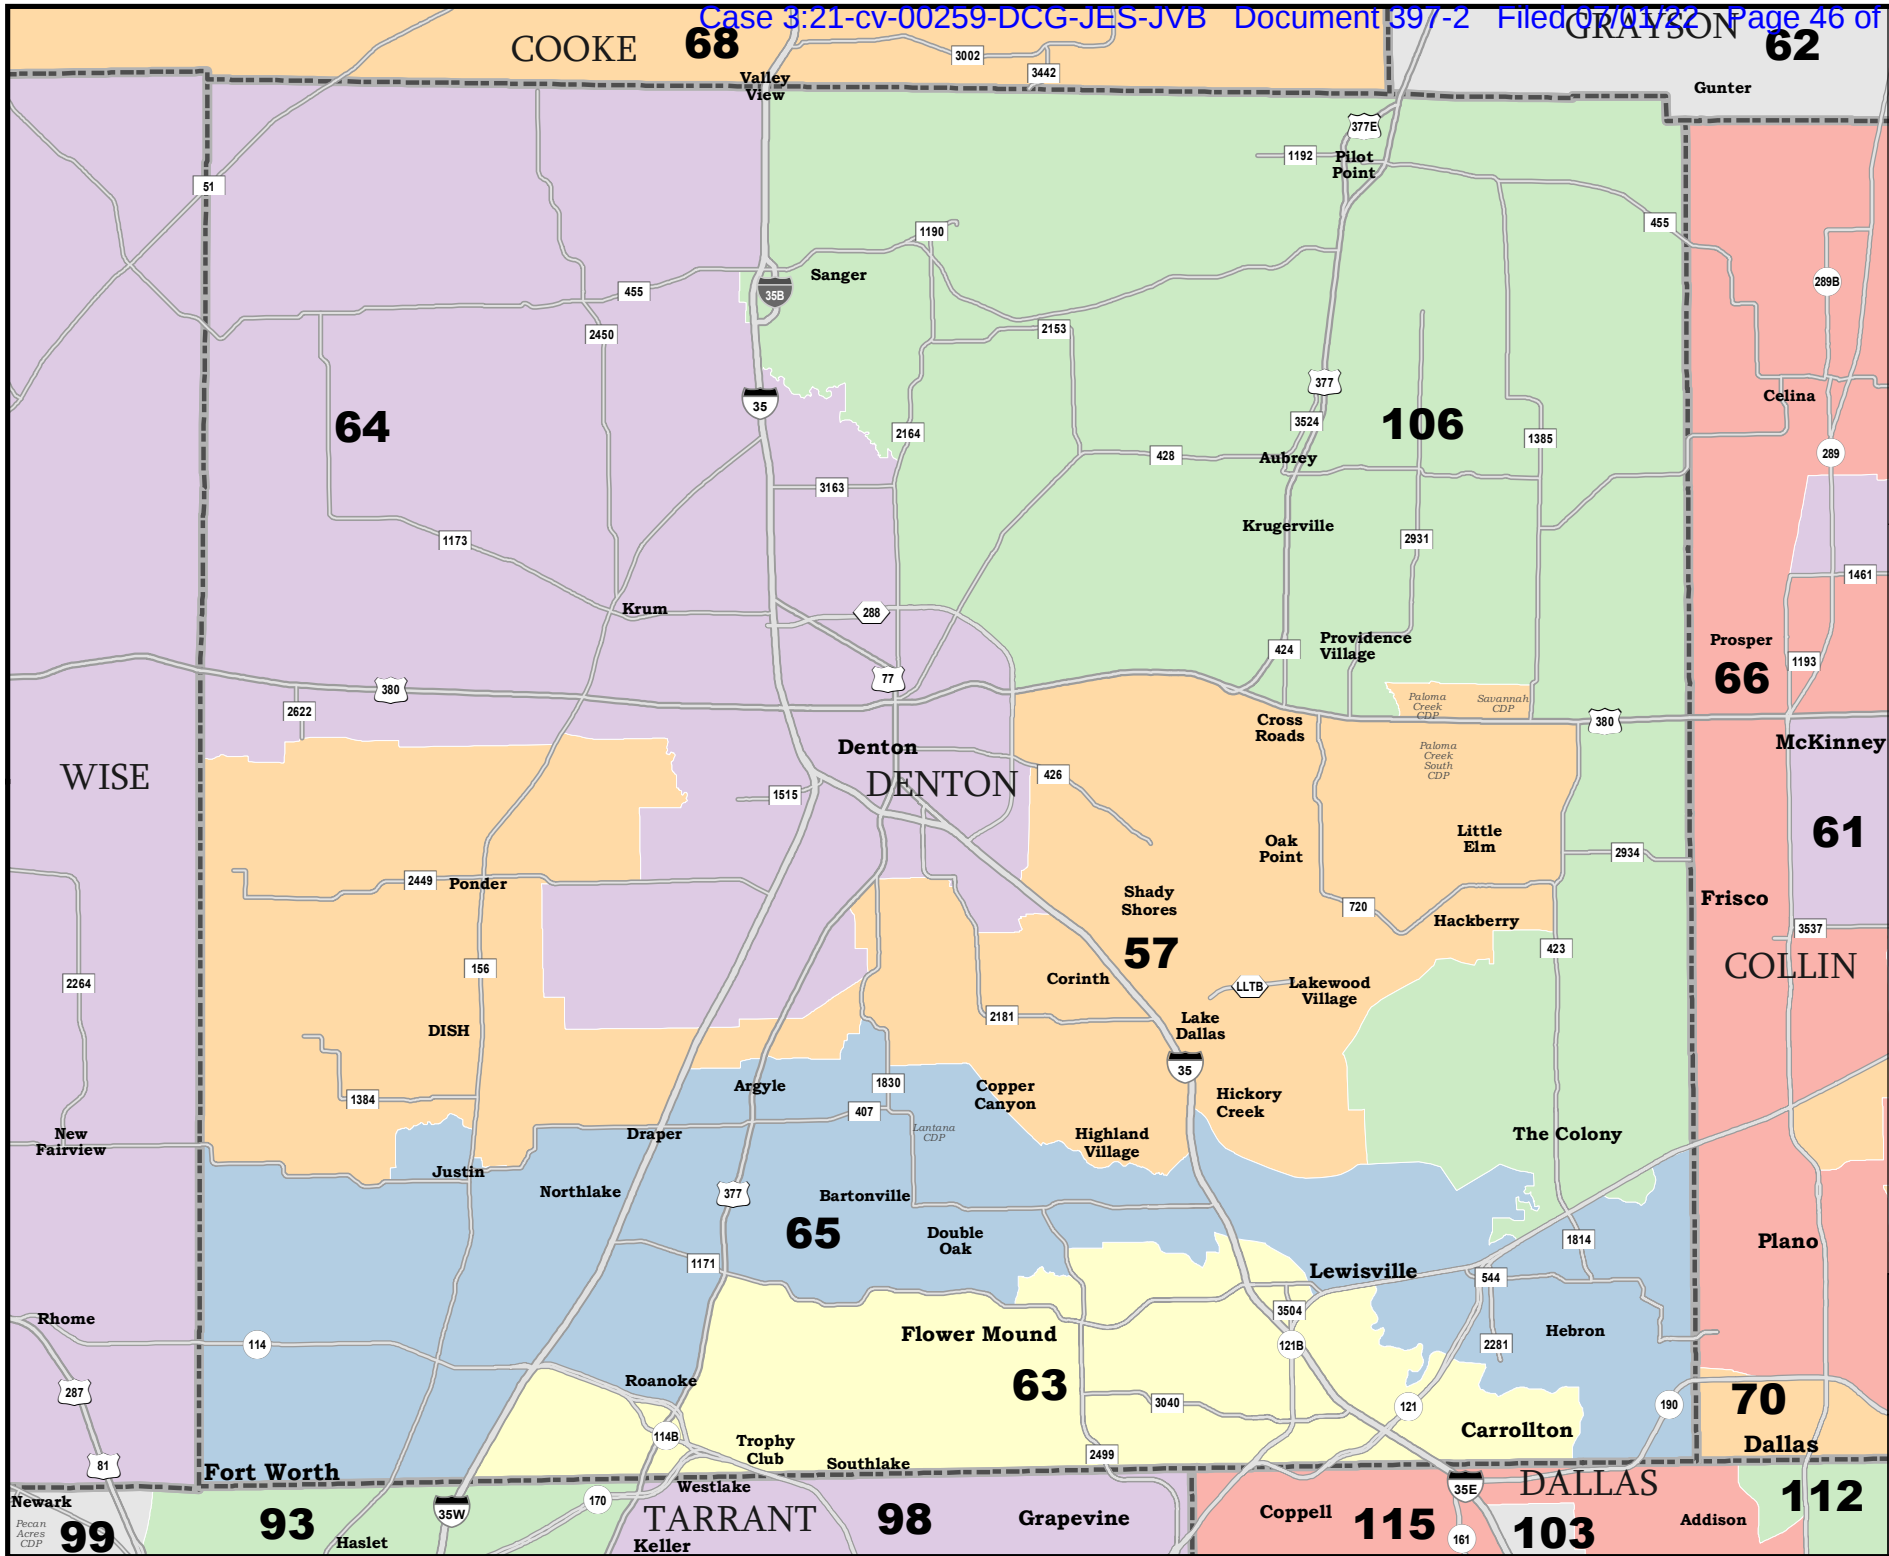 Case 3:21-cv-00259-DCG-JES-JVB Document 397-2 Filed 07/01/22 Page 46 of
COOKE
68
3002
3442
GRAYSON
62
Valley
View
Gunter
377E
1192
Pilot
Point
51
455
1190
Sanger
35B
455
289B
2450
2153
377
Celina
35
64
3524
106
2164
1385
428
Aubrey
289
3163
Krugerville
1173
2931
1461
Krum
288
424
Providence
Village
Prosper
1193
66
77
380
2622
Paloma
Creek
CDP
Savannah
CDP
380
Cross
Roads
Denton
McKinney
Paloma
Creek
South
CDP
WISE
DENTON
426
1515
61
Oak
Point
Little
Elm
2934
2449
Ponder
Shady
Shores
720
Frisco
Hackberry
3537
57
423
156
COLLIN
2264
Corinth
LLTB
Lakewood
Village
2181
Lake
Dallas
DISH
35
Argyle
1830
Copper
Canyon
Hickory
Creek
1384
407
Lantana
CDP
New
Fairview
Draper
Highland
Village
The Colony
Justin
Northlake
377
Bartonville
65
Double
Oak
1814
Plano
1171
Lewisville
544
Rhome
3504
Flower Mound
Hebron
114
121B
2281
Roanoke
63
287
3040
121
190
70
114B
Carrollton
Trophy
Club
2499
Dallas
81
Southlake
Fort Worth
Westlake
35E
DALLAS
112
Newark
170
35W
TARRANT
98
Grapevine
Coppell
115
103
Addison
Pecan
Acres
CDP
99
93
Haslet
Keller
161